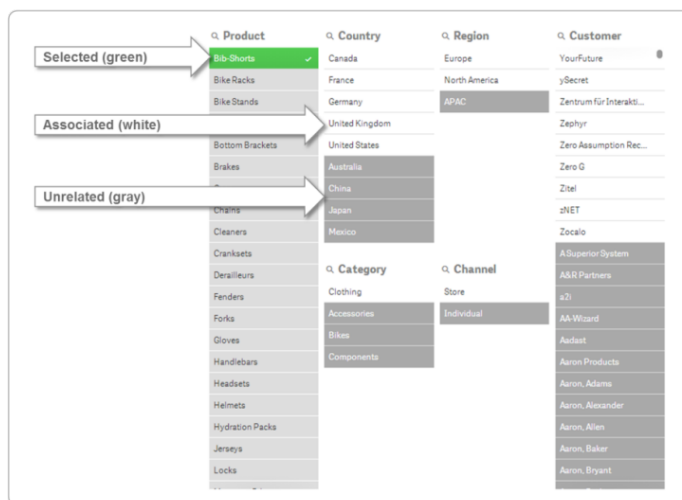 Product
Country
Region
Customer
Selected (green)
Bib-Shorts
Canada
Europe
YourFuture
Bike Racks
France
North America
ySecret
Bike Stands
Germany
APAC
Zentrum für Interakti...
Associated (white)
United Kingdom
Zephyr
Bottom Brackets
United States
Zero Assumption Rec...
Brakes
Australia
Zero G
Unrelated (gray)
China
Zitel
Chains
Japan
zNET
Cleaners
Mexico
Zocalo
Cranksets
A Superior System
Category
Channel
Derailleurs
A&R Partners
Clothing
Store
Fenders
a2i
Accessories
Individual
Forks
AA-Wizard
Bikes
Gloves
Aadast
Components
Handlebars
Aaron Products
Headsets
Aaron, Adams
Helmets
Aaron, Alexander
Hydration Packs
Aaron, Allen
Jerseys
Aaron, Baker
Locks
Aaron, Bryant